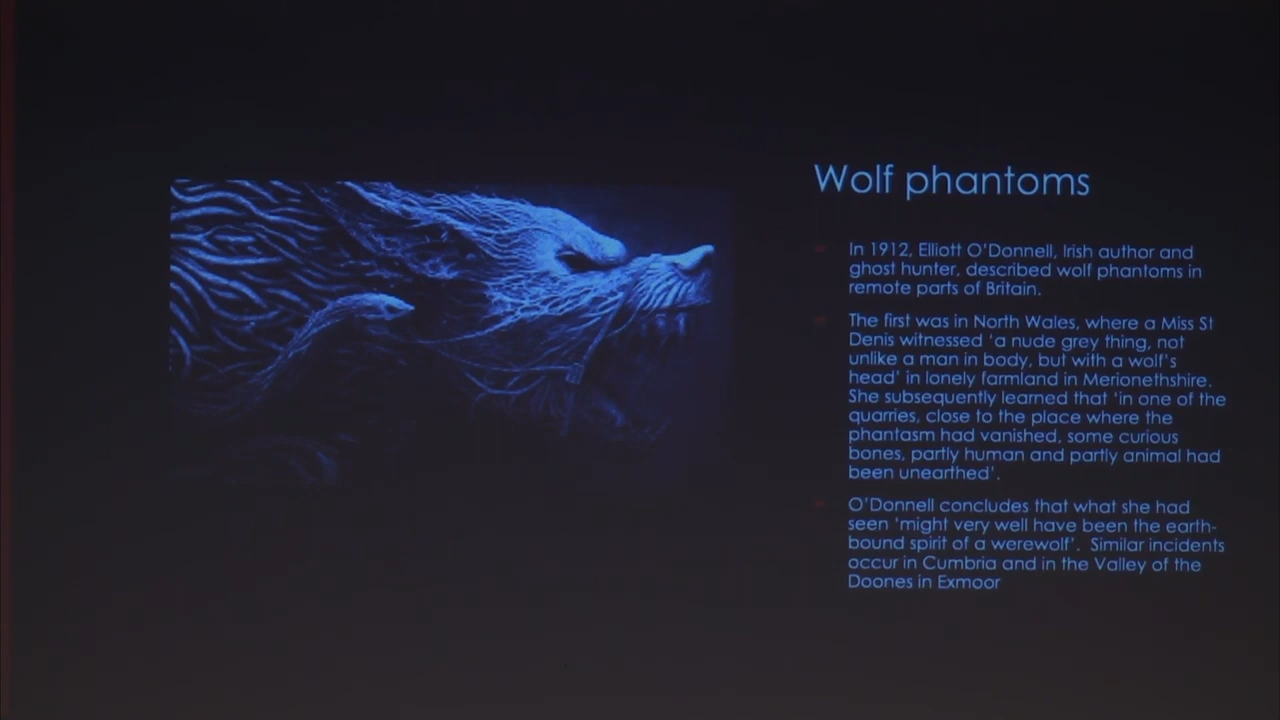 Wolf phantoms
In 1912, Elliott O'Donnell, Irish author and
ghost hunter, described wolf phantoms in
remote parts of Britain.
The first was in North Wales, where a Miss St
Denis witnessed 'a nude grey thing, not
unlike a man in body, but with a wolf's
head' in lonely farmland in Merionethshire.
She subsequently learned that 'in one of the
quarries, close to the place where the
phantasm had vanished, some curious
bones, partly human and partly animal had
been unearthed'.
O'Donnell concludes that what she had
seen 'might very well have been the earth-
bound spirit of a werewolf'. Similar incidents
occur in Cumbria and in the Valley of the
Doones in Exmoor